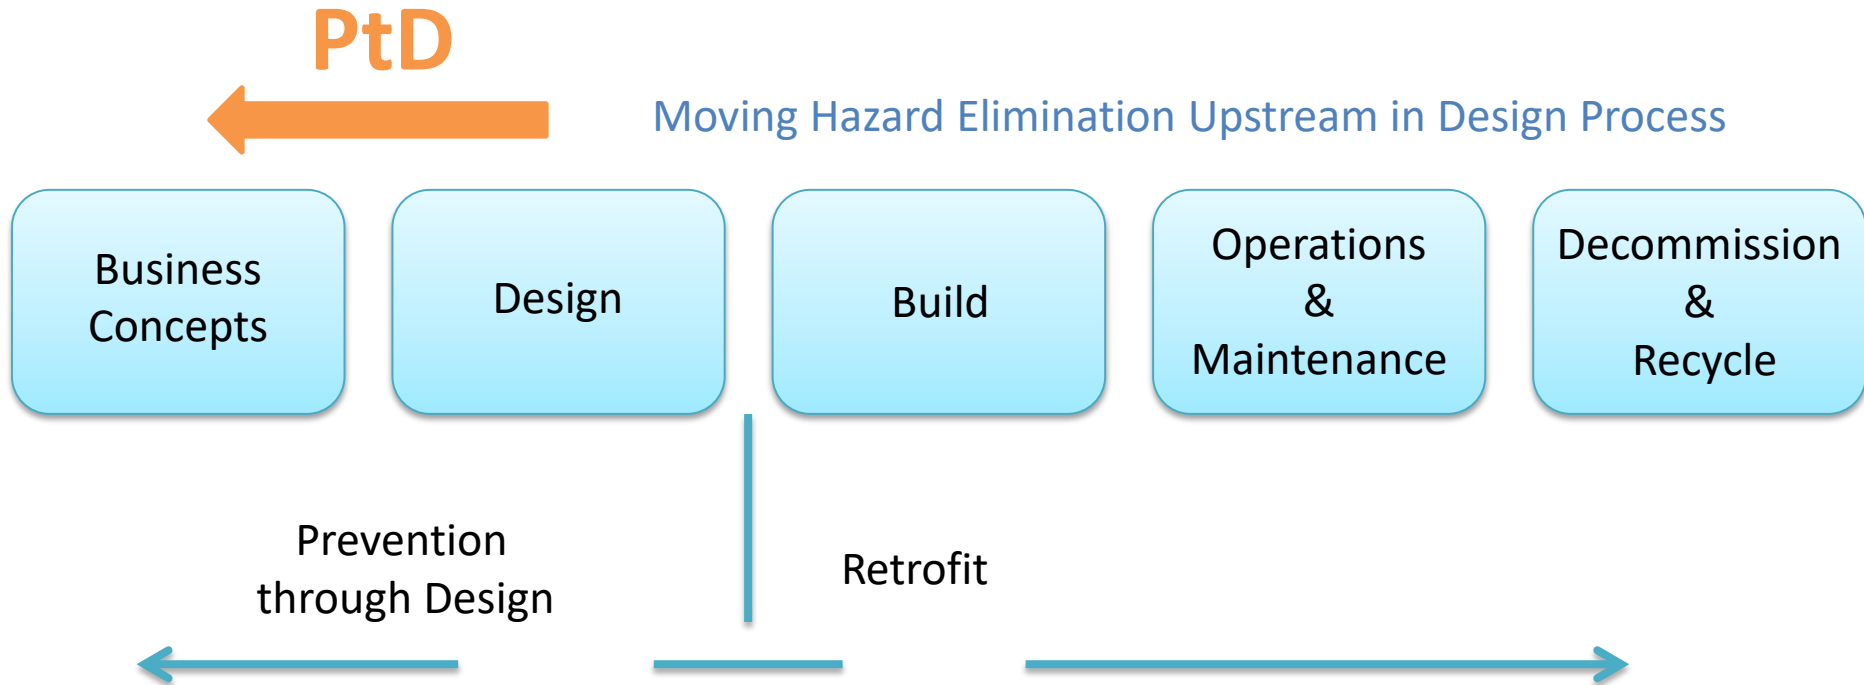 PtD
Moving Hazard Elimination Upstream in Design Process
Business
Concepts
Design
Build
Operations
&
Maintenance
Decommission
&
Recycle
Prevention
through Design
Retrofit